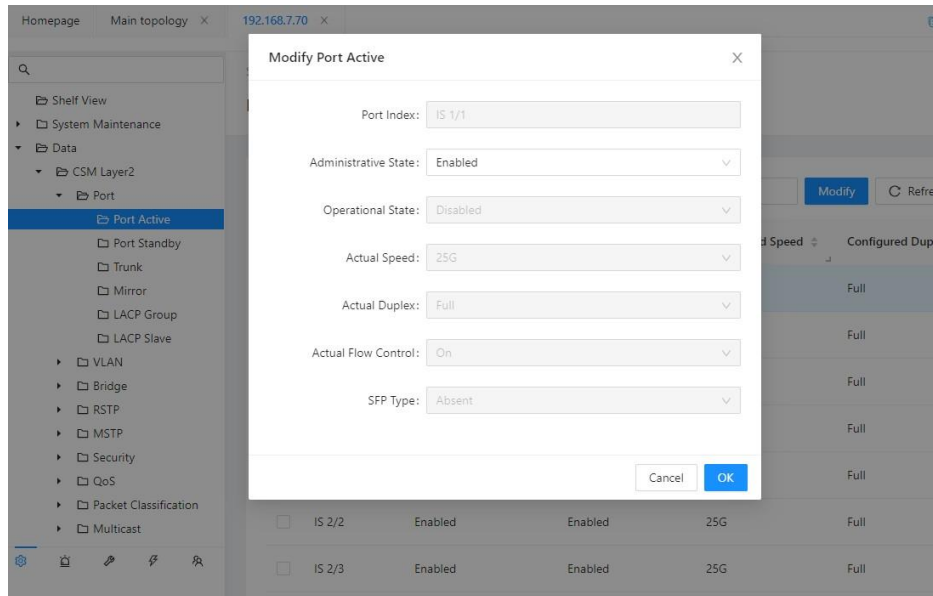 Homepage
Main topology
192.168.7.70
Shelf View
System Maintenance
Data
CSM Layer2
Port
Port Active
Port Standby
Trunk
Mirror
LACP Group
LACP Slave
VLAN
Bridge
RSTP
MSTP
Security
QoS
Packet Classification
Multicast
Modify Port Active
Port Index: IS 1/1
Administrative State: Enabled
Operational State: Disabled
Actual Speed: 25G
Actual Duplex: Full
Actual Flow Control: On
SFP Type: Absent
Cancel OK
Modify Refre
d Speed Configured Dup
Full
Full
Full
Full
Full
IS 2/2 Enabled Enabled 25G Full
IS 2/3 Enabled Enabled 25G Full